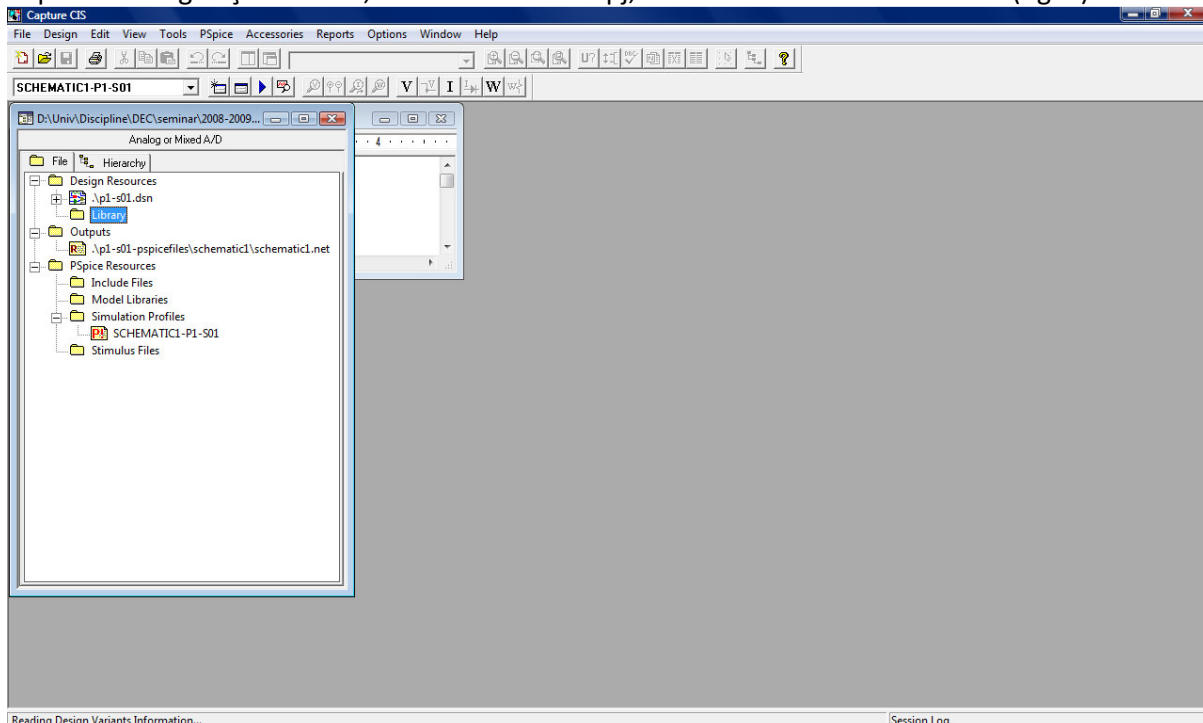 Capture CIS
File Design Edit View Tools PSpice Accessories Reports Options Window Help
U?
SCHEMATIC1-P1-S01
V V I I W W
D:\Univ\Discipline\DEC\seminar\2008-2009...
Analog or Mixed A/D
4
File Hierarchy
Design Resources
.\p1-s01.dsn
Library
Outputs
.\p1-s01-pspicefiles\schematic1\schematic1.net
PSpice Resources
Include Files
Model Libraries
Simulation Profiles
SCHEMATIC1-P1-S01
Stimulus Files
Reading Design Variants Information...
Session Log